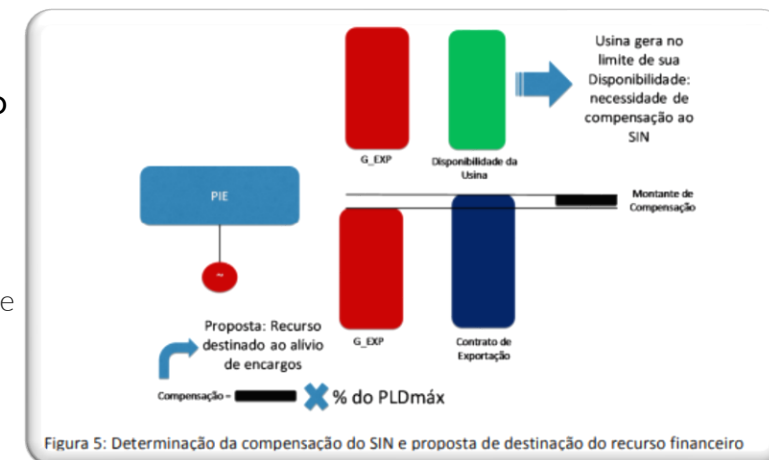 o
e
Usina gera no
limite de sua
Disponibilidade:
necessidade de
compensação ao
SIN
G_EXP
Disponibilidade da
Usina
PIE
~
Montante de
Compensação
G_EXP
Contrato de
Exportação
Proposta: Recurso
destinado ao alívio
de encargos
Compensação =
% do PLDmáx
Figura 5: Determinação da compensação do SIN e proposta de destinação do recurso financeiro